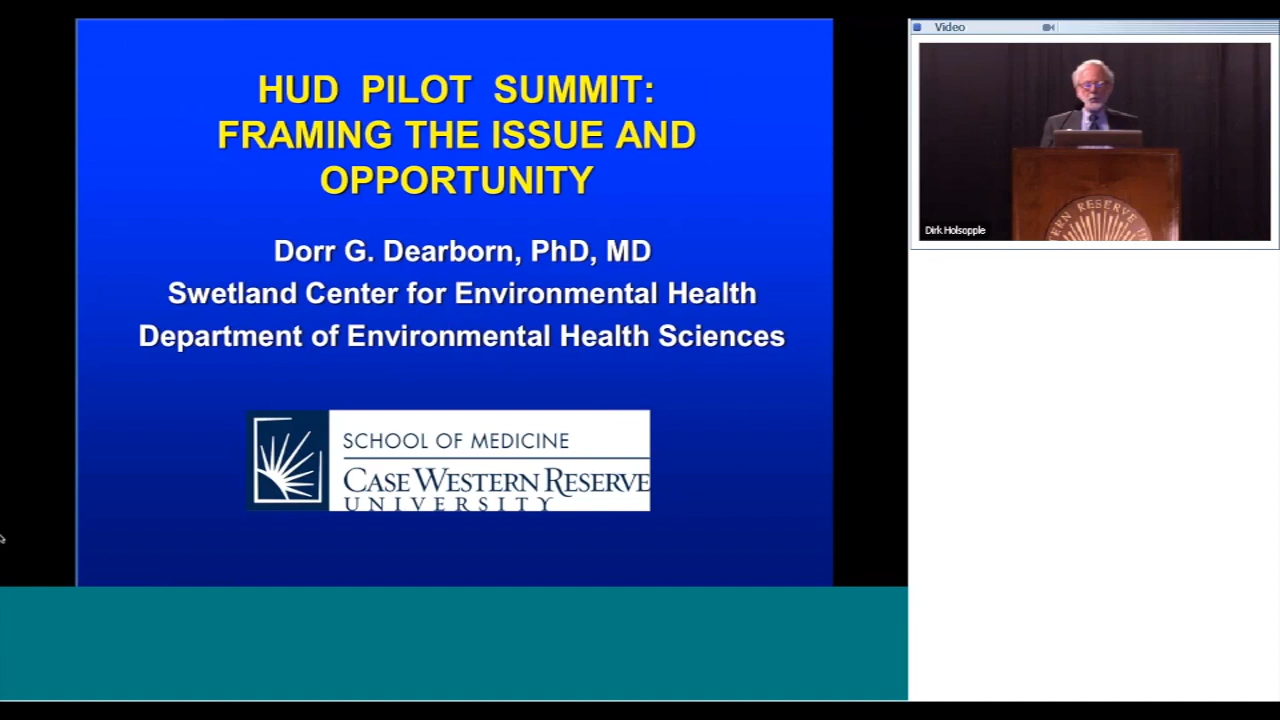 HUD PILOT SUMMIT:
FRAMING THE ISSUE AND
OPPORTUNITY
Dorr G. Dearborn, PhD, MD
Swetland Center for Environmental Health
Department of Environmental Health Sciences
SCHOOL OF MEDICINE
CASE WESTERN RESERVE
UNIVERSITY
Video
Dirk Holsopple
RESERVE